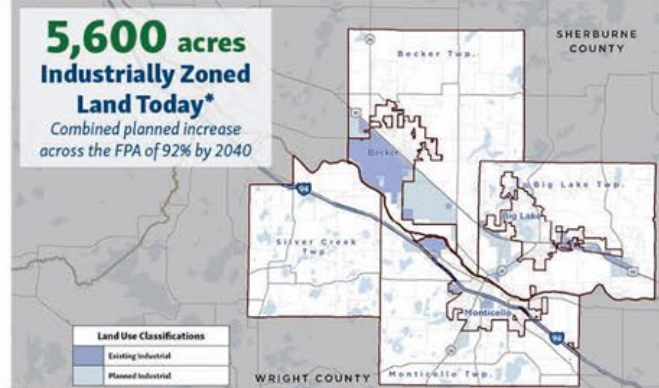 5,600 acres
Industrially Zoned
Land Today*
Combined planned increase
across the FPA of 92% by 2040
SHERBURNE
COUNTY
Becker Twp.
Becker
Big Lake Twp.
Big Lake
94
Silver Creek
Twp.
Monticello
94
Land Use Classifications
Existing Industrial
Planned Industrial
WRIGHT COUNTY
Monticello Twp.